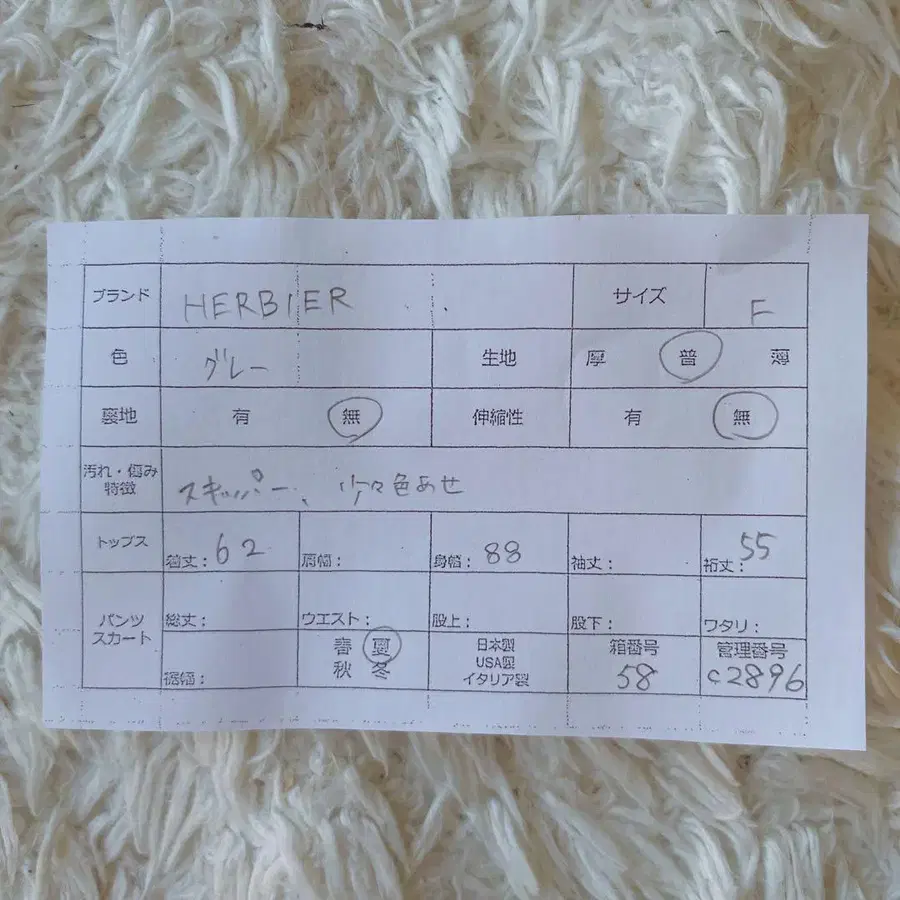 ブランド HERBIER サイズ F
色 グレー 生地 厚 普 薄
裏地 有 無 伸縮性 有 無
汚れ・傷み
特徴 スキッパー、少々色あせ
トップス 着丈：62 肩幅： 身幅：88 袖丈： 裄丈：55
パンツ
スカート 総丈： ウエスト： 股上： 股下： ワタリ：
裾幅： 春 夏
秋 冬
日本製
USA製
イタリア製
箱番号
58
管理番号
C2896